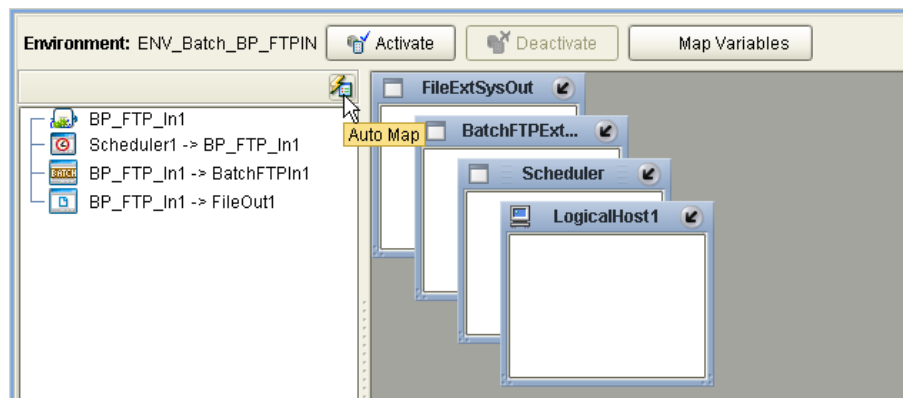 Environment: ENV_Batch_BP_FTPIN Activate Deactivate Map Variables
Auto Map
BP_FTP_In1
Scheduler1 -> BP_FTP_In1
BP_FTP_In1 -> BatchFTPIn1
BATCH
BP_FTP_In1 -> FileOut1
FileExtSysOut
BatchFTPExt...
Scheduler
LogicalHost1